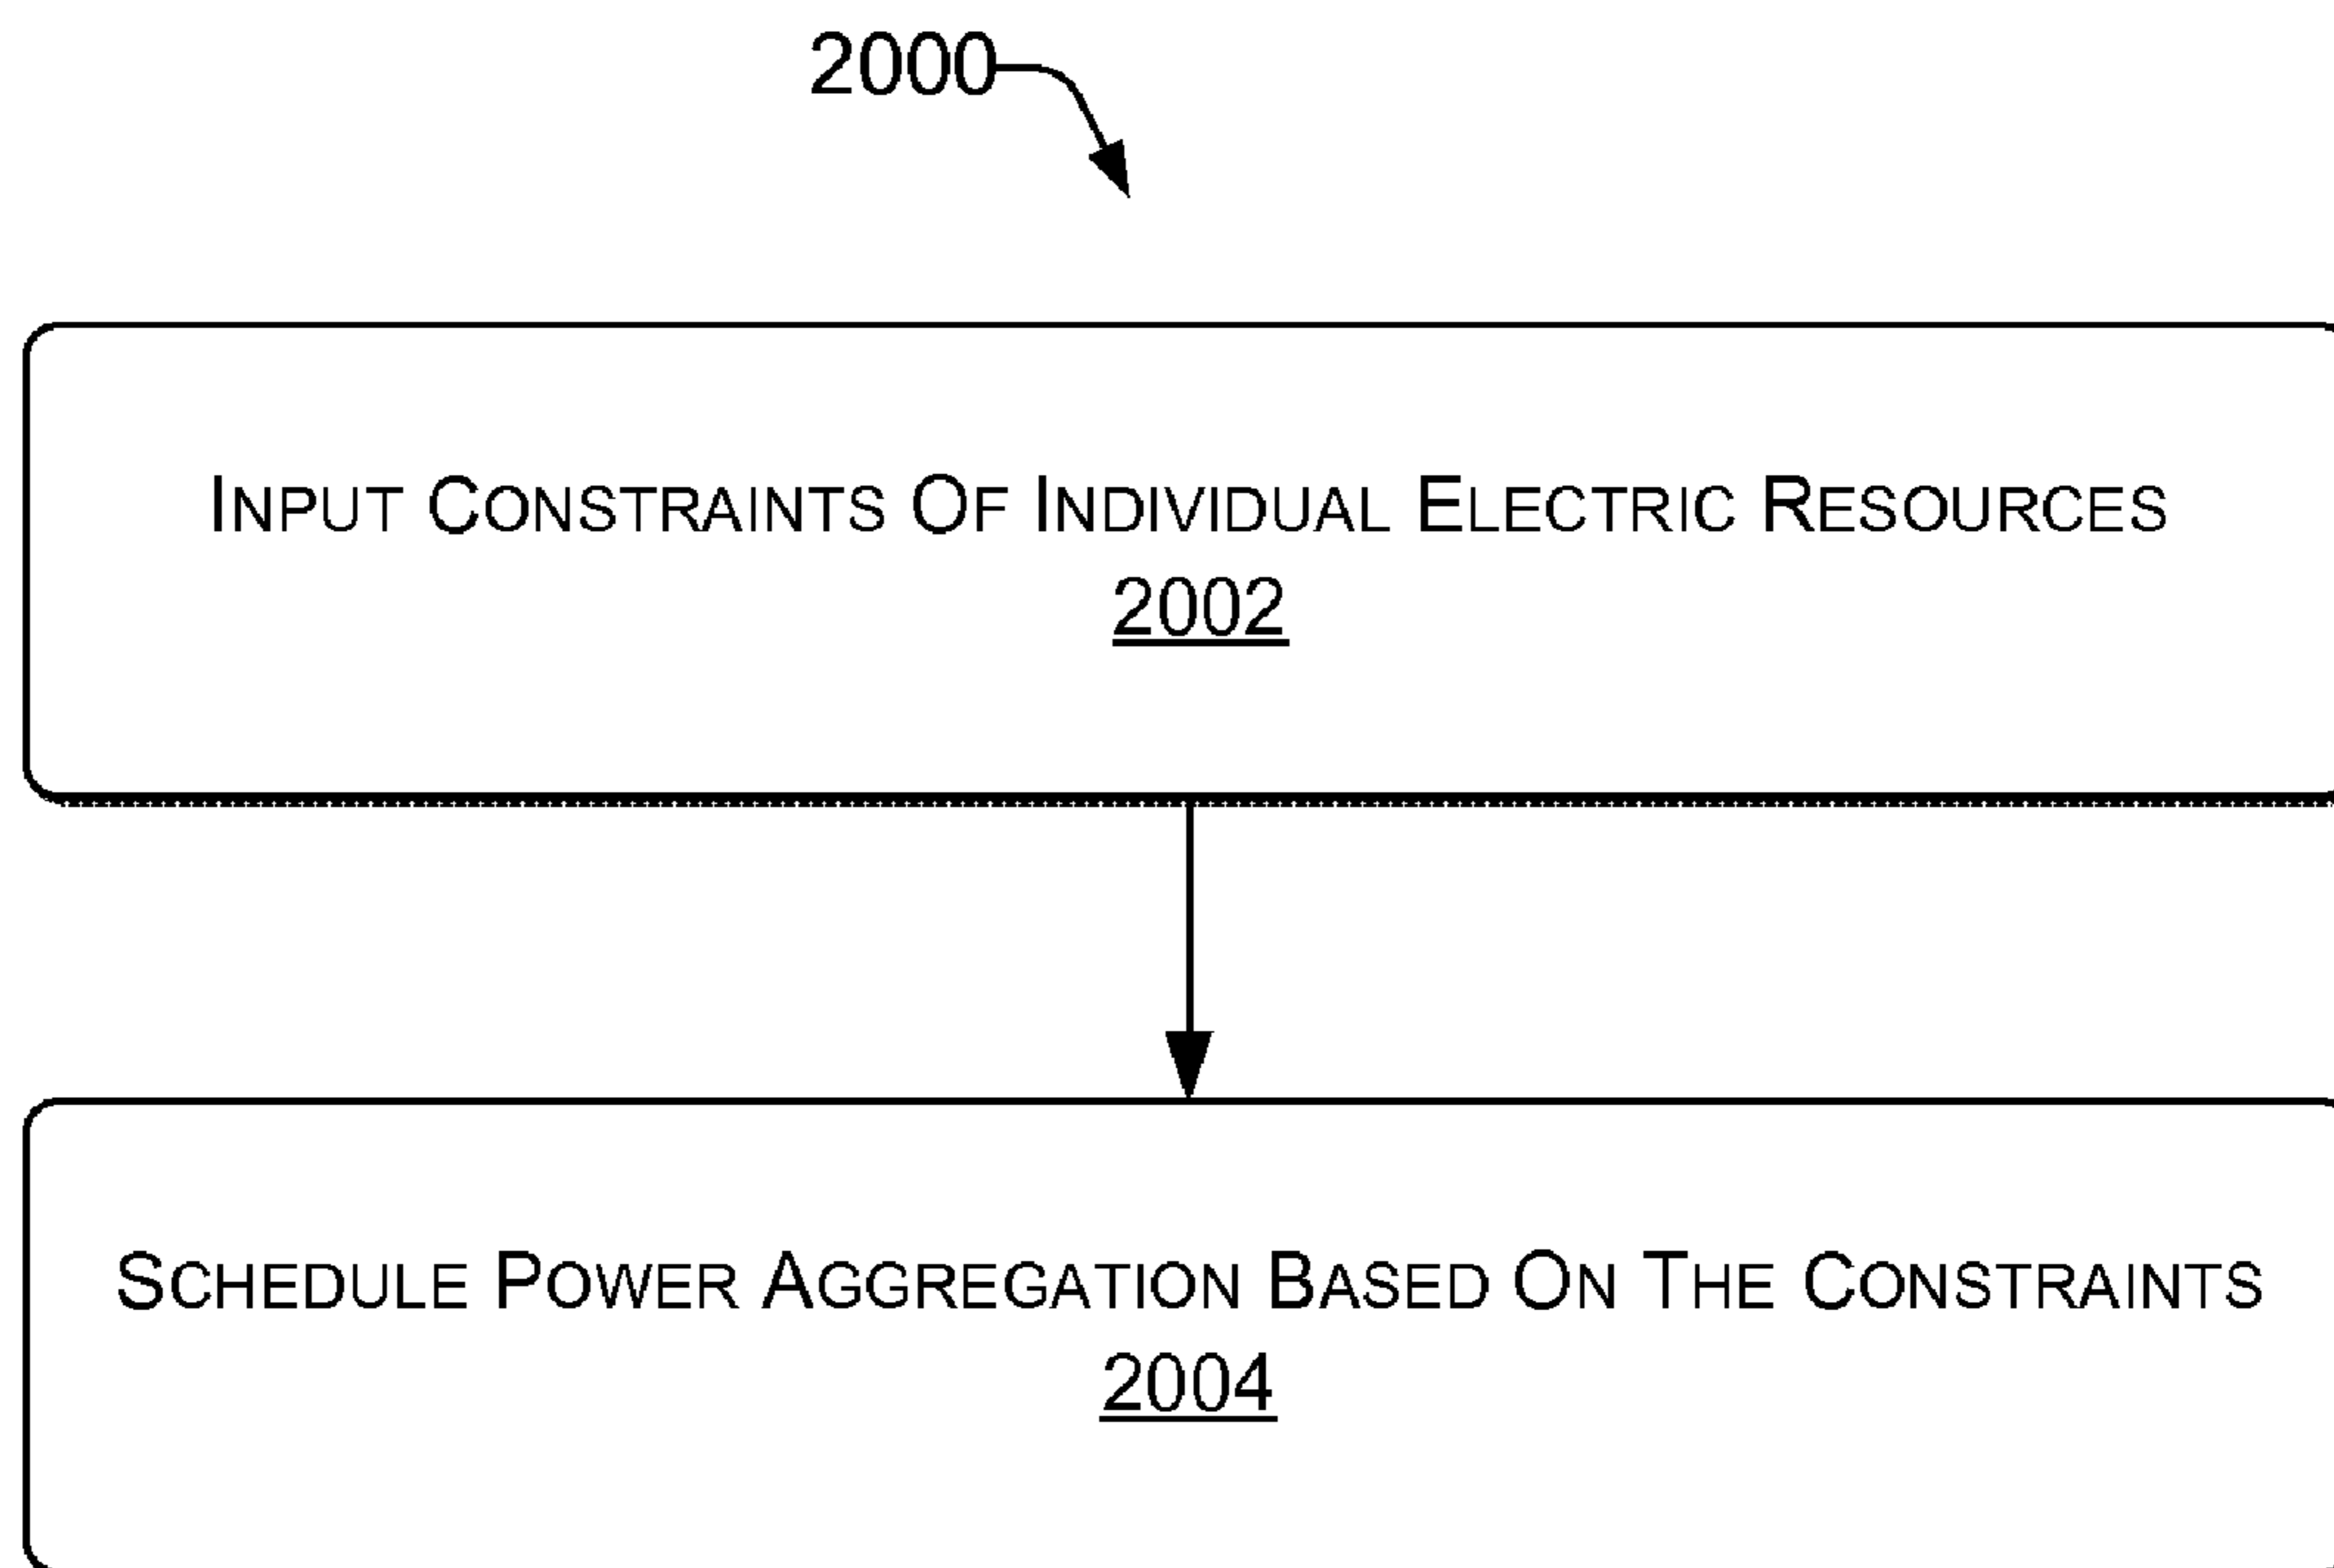 2000
Input Constraints Of Individual Electric Resources
2002
Schedule Power Aggregation Based On The Constraints
2004